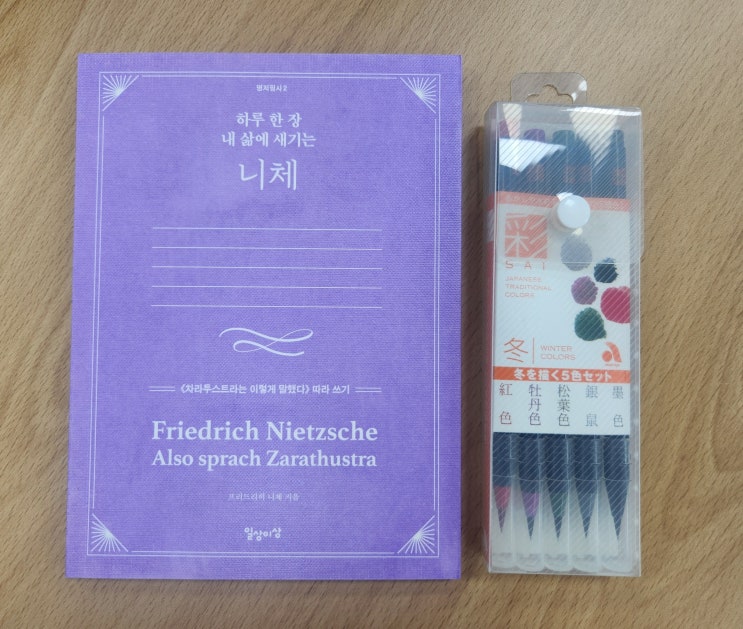 명저필사 2
하루 한 장
내 삶에 새기는
니체
《차라투스트라는 이렇게 말했다》 따라 쓰기
Friedrich Nietzsche
Also sprach Zarathustra
프리드리히 니체 지음
일상이상
彩
SAI
JAPANESE
TRADITIONAL
COLORS
冬
WINTER
COLORS
冬を描く5色セット
紅色
牡丹色
松葉色
銀鼠
墨色